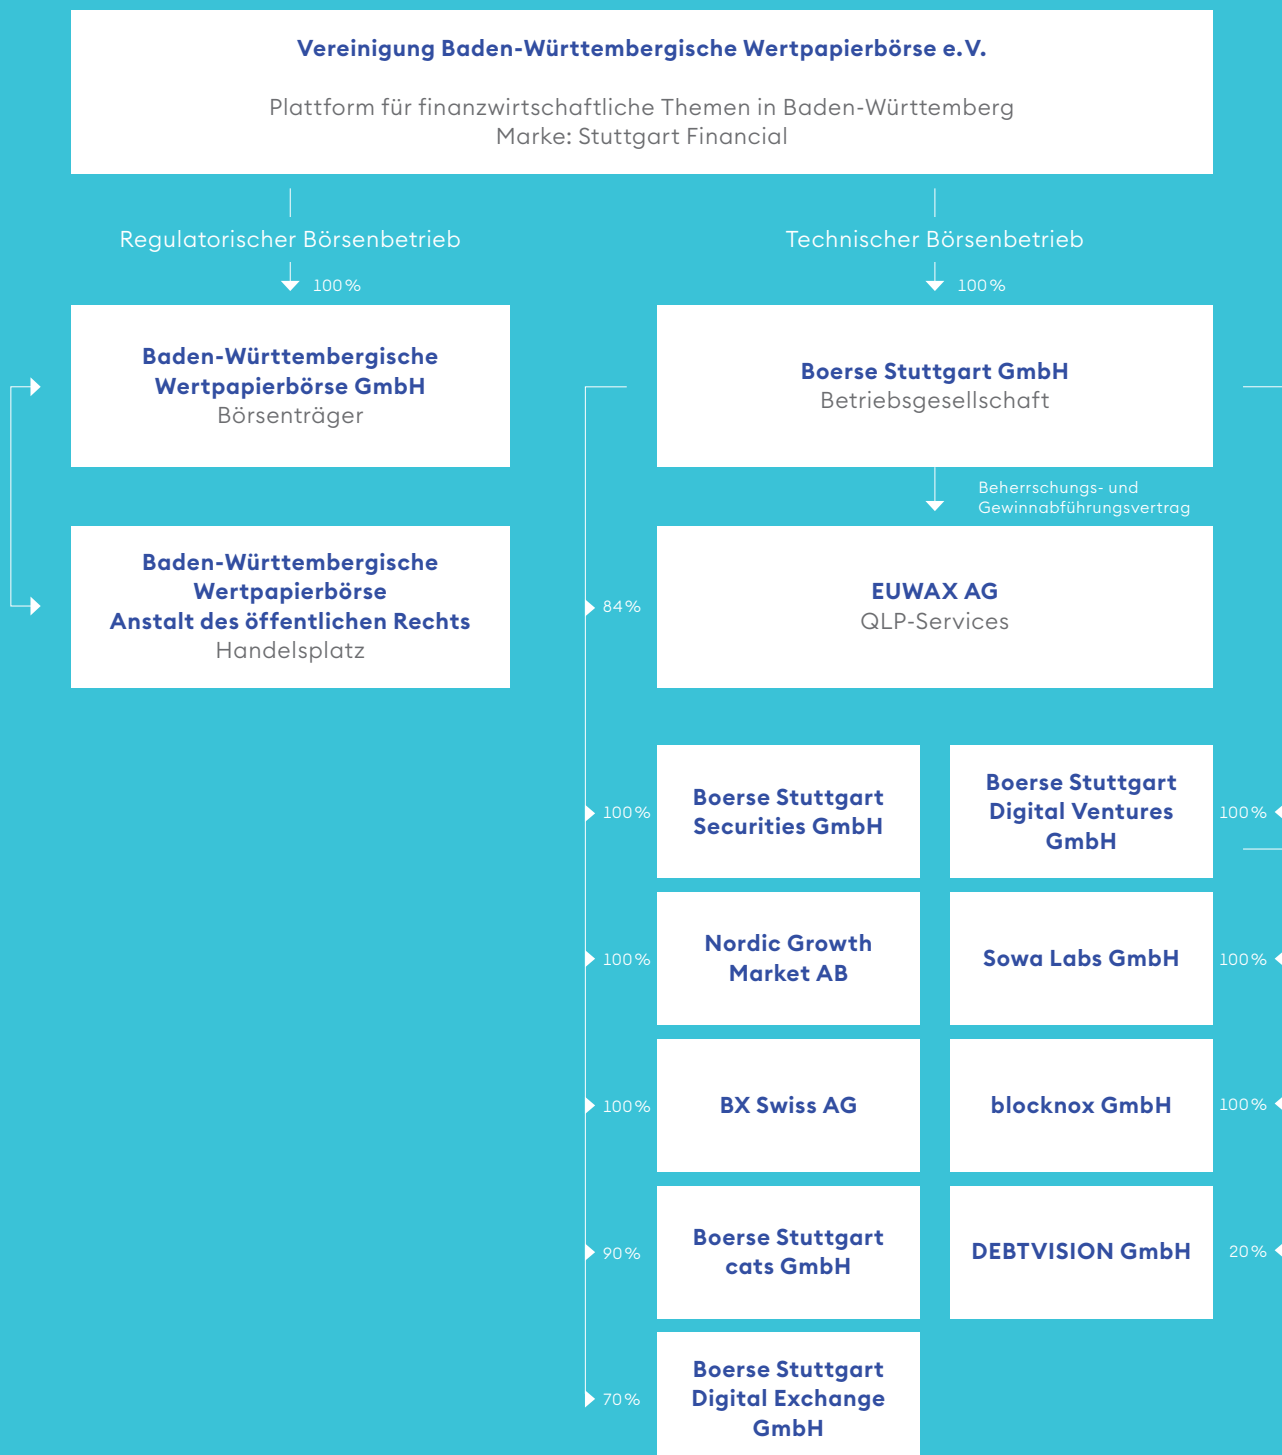 Vereinigung Baden-Württembergische Wertpapierbörse e.V.
Plattform für finanzwirtschaftliche Themen in Baden-Württemberg
Marke: Stuttgart Financial
Regulatorischer Börsenbetrieb
100%
Baden-Württembergische
Wertpapierbörse GmbH
Börsenträger
Baden-Württembergische
Wertpapierbörse
Anstalt des öffentlichen Rechts
Handelsplatz
Technischer Börsenbetrieb
100%
Boerse Stuttgart GmbH
Betriebsgesellschaft
Beherrschungs- und
Gewinnabführungsvertrag
84%
EUWAX AG
QLP-Services
100%
Boerse Stuttgart
Securities GmbH
Boerse Stuttgart
Digital Ventures
GmbH
100%
100%
Nordic Growth
Market AB
Sowa Labs GmbH
100%
100%
BX Swiss AG
blocknox GmbH
100%
90%
Boerse Stuttgart
cats GmbH
DEBTVISION GmbH
20%
70%
Boerse Stuttgart
Digital Exchange
GmbH